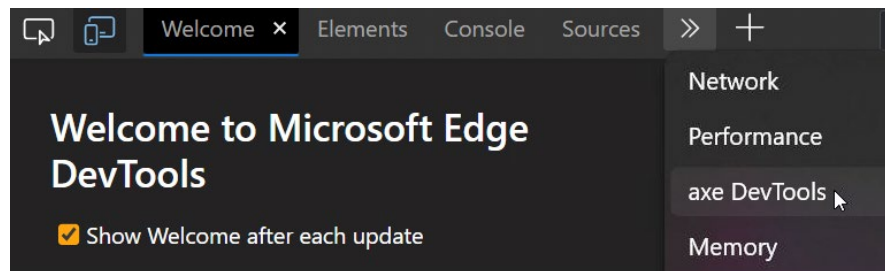 Welcome × Elements Console Sources » +
Welcome to Microsoft Edge
DevTools
Show Welcome after each update
Network
Performance
axe DevTools
Memory